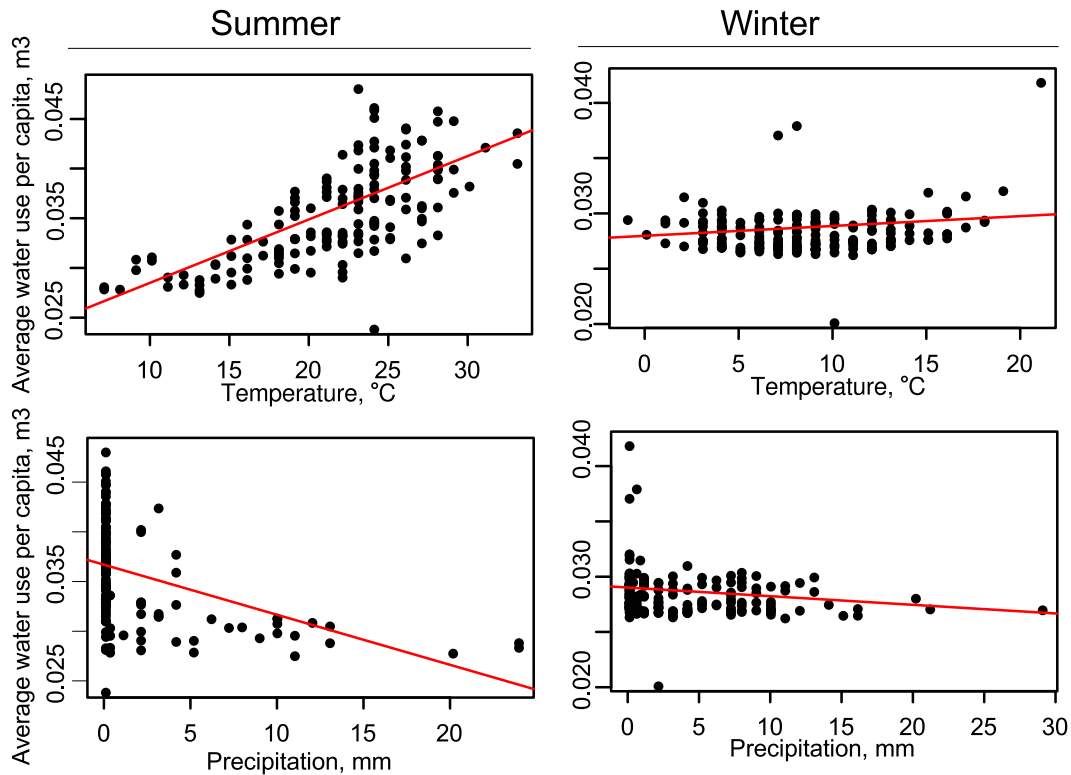 Summer
Winter
Average water use per capita, m3
0.045
0.035
0.025
10 15 20 25 30
Temperature, °C
0.040
0.030
0.020
0 5 10 15 20
Temperature, °C
Average water use per capita, m3
0.045
0.035
0.025
0 5 10 15 20
Precipitation, mm
0.040
0.030
0.020
0 5 10 15 20 25 30
Precipitation, mm